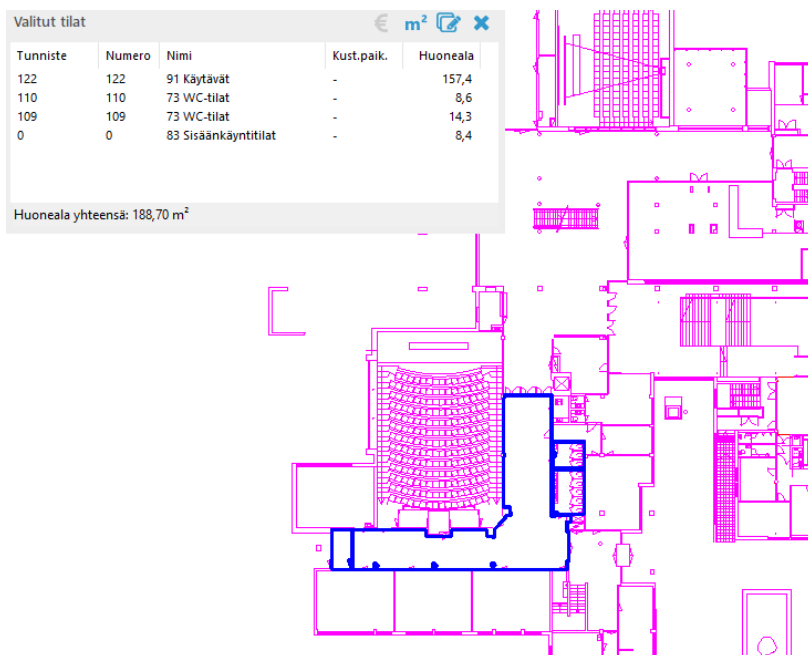 Valitut tilat € m²
Tunniste Numero Nimi Kust.paik. Huoneala
122 122 91 Käytävät - 157,4
110 110 73 WC-tilat - 8,6
109 109 73 WC-tilat - 14,3
0 0 83 Sisäänkäyntitilat - 8,4
Huoneala yhteensä: 188,70 m²